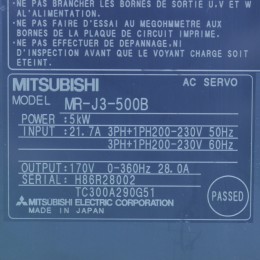 NE PAS BRANCHER LES BORNES DE SORTIE U.V ET W
AL'ALIMENTATION.
NE PAS FAIRE D'ESSAI AU MEGOHMMETRE AUX
BORNES DE LA PLAQUE DE CIRCUIT IMPRIME.
NE PAS EFFECTUER DE DEPANNAGE.NI
D'INSPECTION AVANT QUE LE VOYANT CHARGE SOIT
ETEINT.
MITSUBISHI AC SERVO
MODEL MR-J3-500B
POWER :5kW
INPUT :21.7A 3PH+1PH200-230V 50Hz
3PH+1PH200-230V 60Hz
OUTPUT:170V 0-360Hz 28.0A
SERIAL: H86R28002
TC300A290G51
MITSUBISHI ELECTRIC CORPORATION
MADE IN JAPAN
PASSED